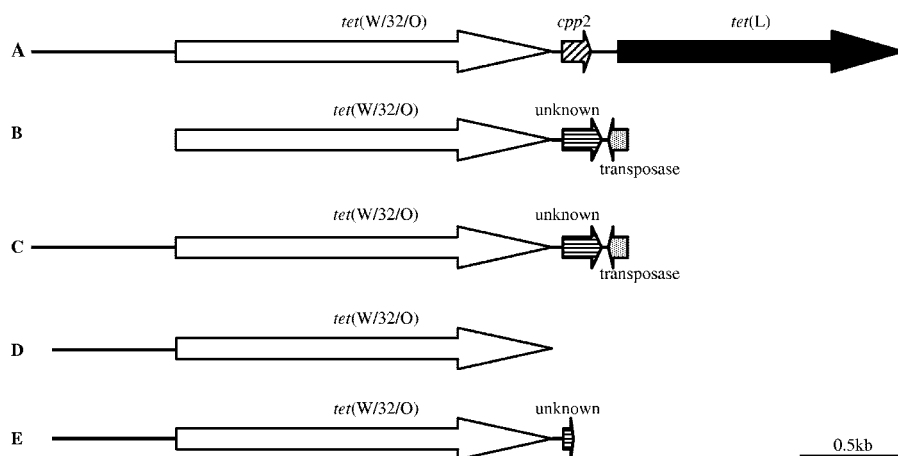 tet(W/32/O) cpp2 tet(L)
A
tet(W/32/O) unknown
B
transposase
tet(W/32/O) unknown
C
transposase
tet(W/32/O)
D
tet(W/32/O) unknown
E
0.5kb